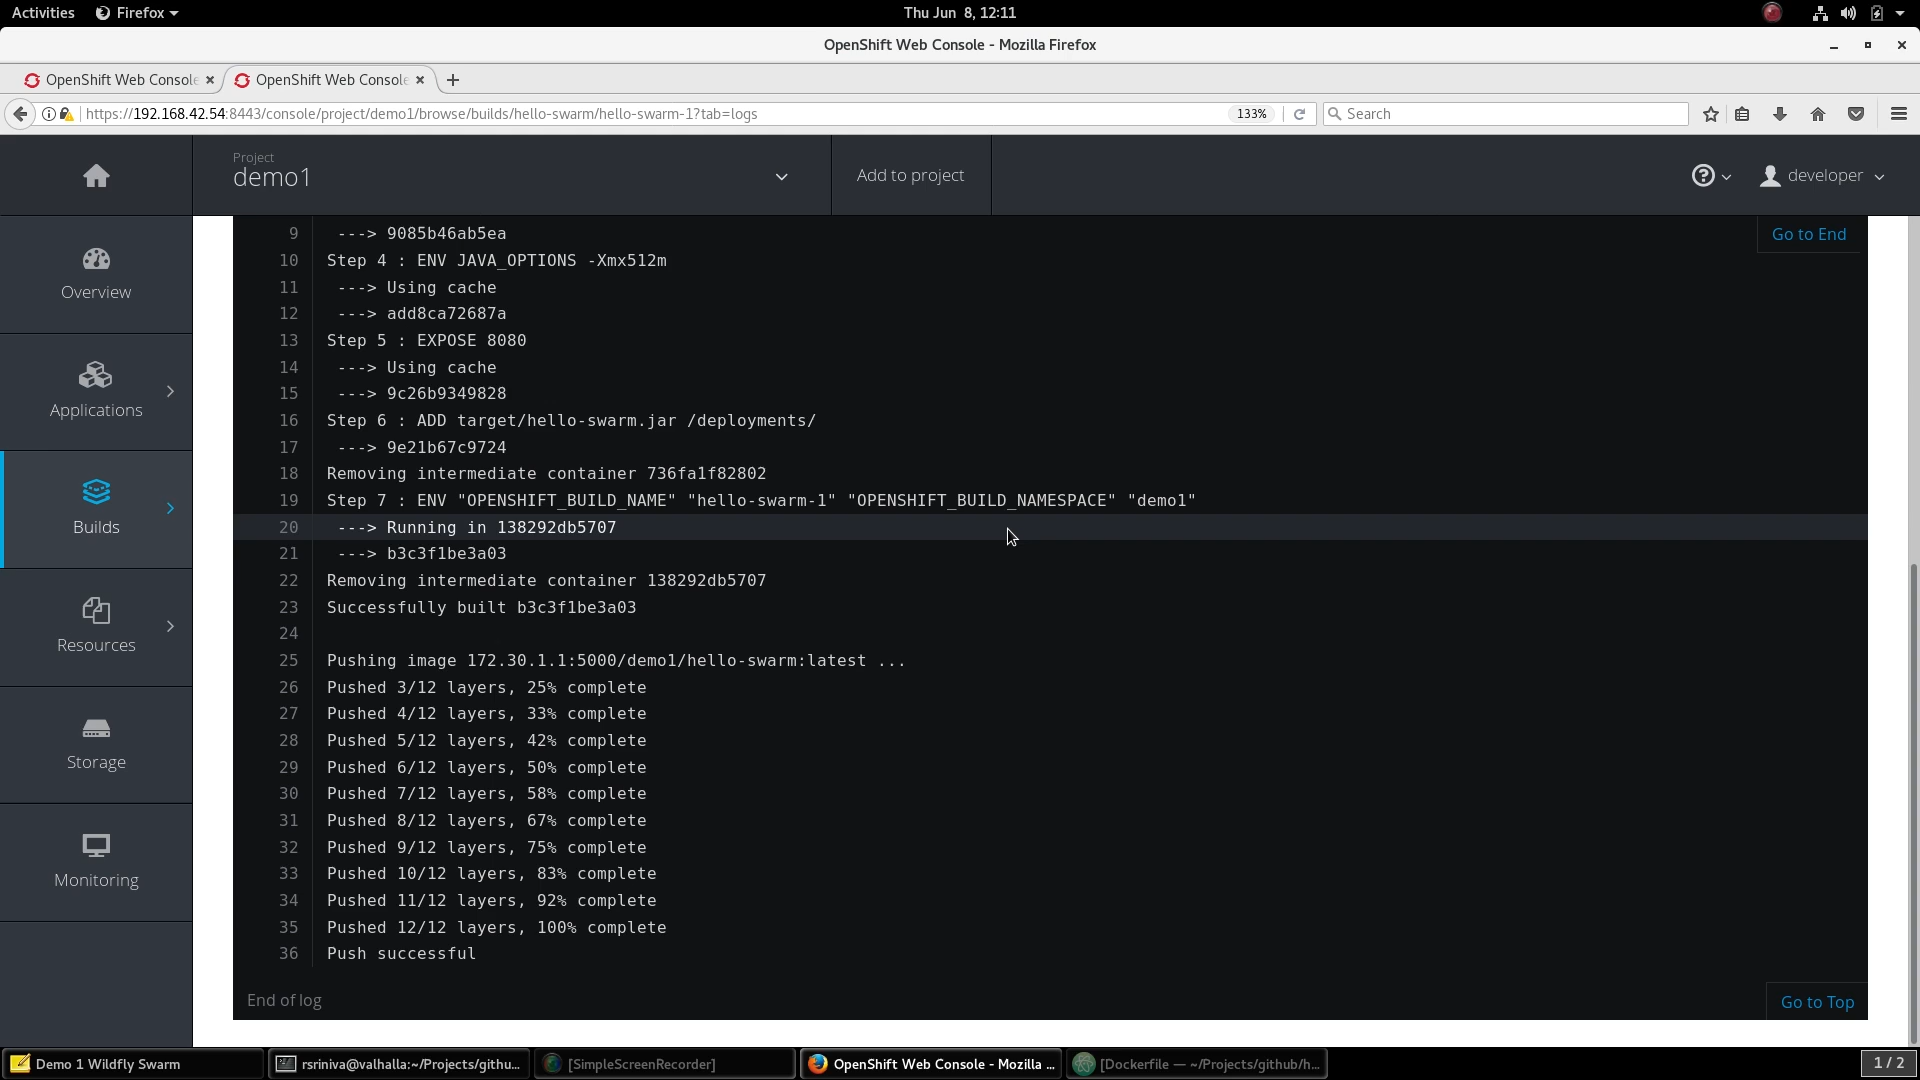 Activities Firefox Thu Jun 8, 12:11
OpenShift Web Console - Mozilla Firefox
OpenShift Web Console OpenShift Web Console
https://192.168.42.54:8443/console/project/demo1/browse/builds/hello-swarm/hello-swarm-1?tab=logs 133% Search
Project
demo1
Add to project
developer
Overview
Applications
Builds
Resources
Storage
Monitoring
Go to End
9 ---> 9085b46ab5ea
10 Step 4 : ENV JAVA_OPTIONS -Xmx512m
11 ---> Using cache
12 ---> add8ca72687a
13 Step 5 : EXPOSE 8080
14 ---> Using cache
15 ---> 9c26b9349828
16 Step 6 : ADD target/hello-swarm.jar /deployments/
17 ---> 9e21b67c9724
18 Removing intermediate container 736fa1f82802
19 Step 7 : ENV "OPENSHIFT_BUILD_NAME" "hello-swarm-1" "OPENSHIFT_BUILD_NAMESPACE" "demo1"
20 ---> Running in 138292db5707
21 ---> b3c3f1be3a03
22 Removing intermediate container 138292db5707
23 Successfully built b3c3f1be3a03
24
25 Pushing image 172.30.1.1:5000/demo1/hello-swarm:latest ...
26 Pushed 3/12 layers, 25% complete
27 Pushed 4/12 layers, 33% complete
28 Pushed 5/12 layers, 42% complete
29 Pushed 6/12 layers, 50% complete
30 Pushed 7/12 layers, 58% complete
31 Pushed 8/12 layers, 67% complete
32 Pushed 9/12 layers, 75% complete
33 Pushed 10/12 layers, 83% complete
34 Pushed 11/12 layers, 92% complete
35 Pushed 12/12 layers, 100% complete
36 Push successful
End of log
Go to Top
Demo 1 Wildfly Swarm rsriniva@valhalla:~/Projects/githu... [SimpleScreenRecorder] OpenShift Web Console - Mozilla ... [Dockerfile — ~/Projects/github/h... 1 / 2